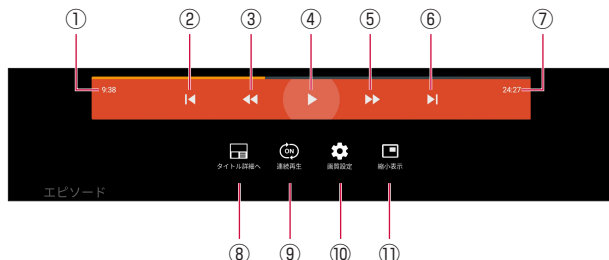 ① ② ③ ④ ⑤ ⑥ ⑦
9:38 24:27
ON
タイトル詳細へ 連続再生 画質設定 縮小表示
エピソード
⑧ ⑨ ⑩ ⑪